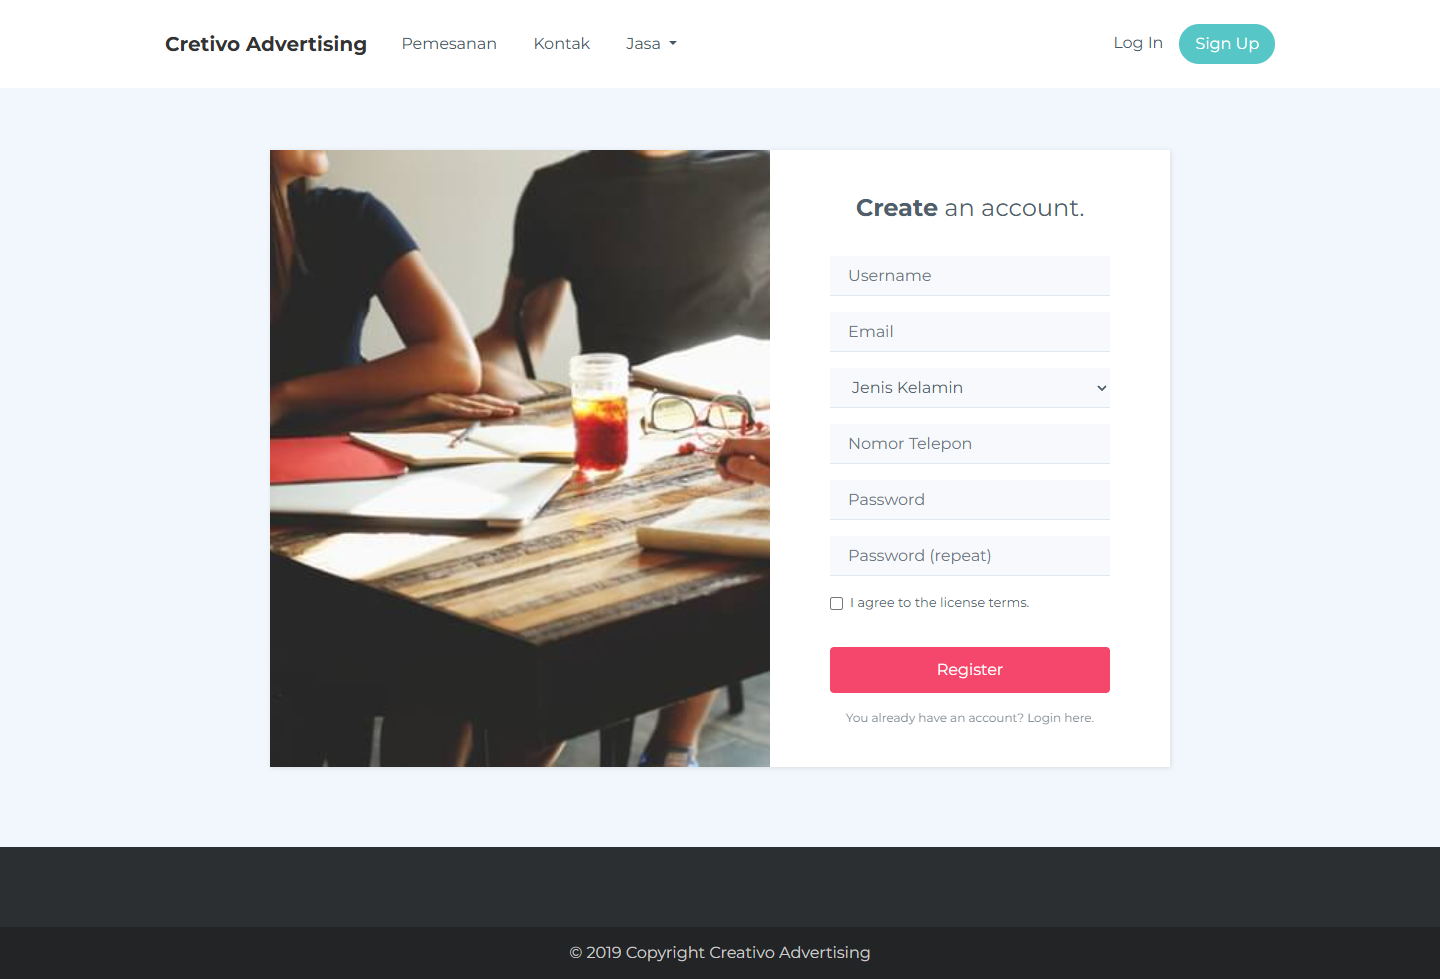 Cretivo Advertising Pemesanan Kontak Jasa Log In Sign Up
Create an account.
Username
Email
Jenis Kelamin
Nomor Telepon
Password
Password (repeat)
I agree to the license terms.
Register
You already have an account? Login here.
© 2019 Copyright Creativo Advertising